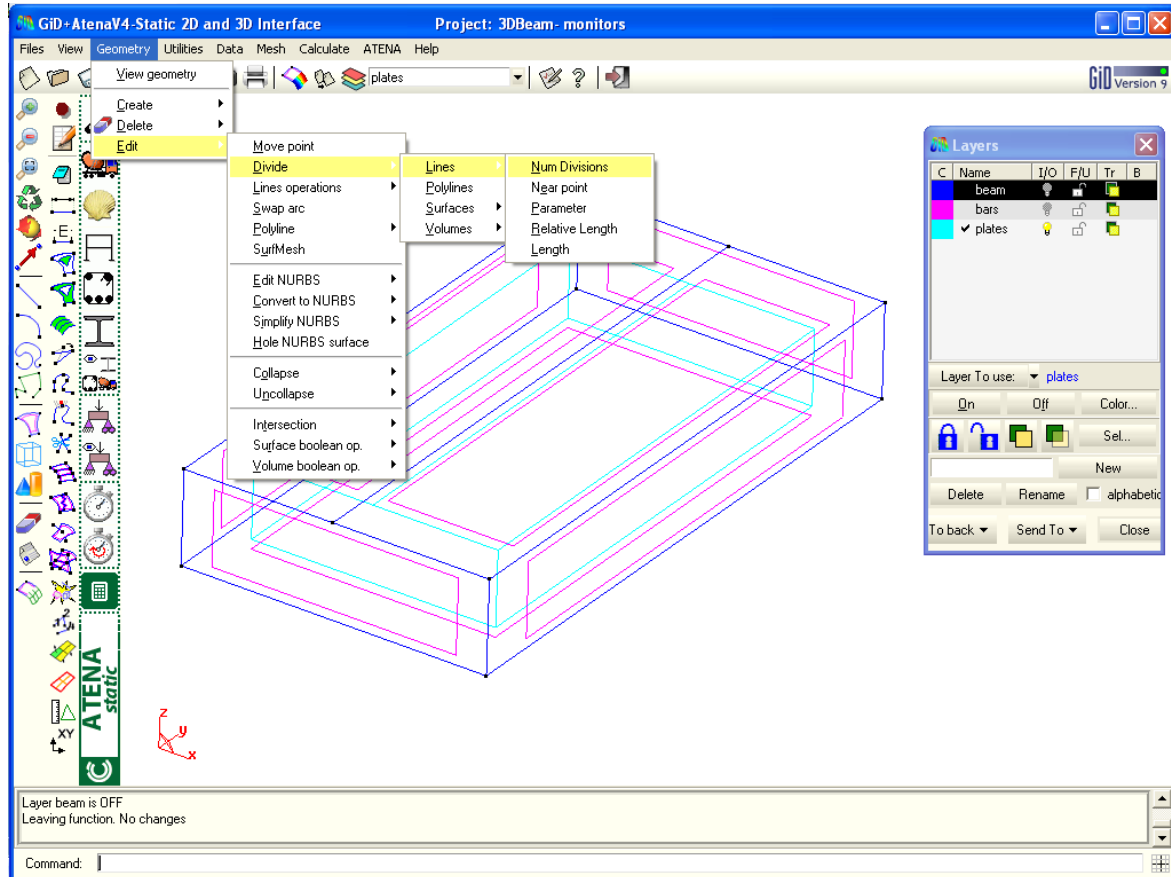 GiD+AtenaV4-Static 2D and 3D Interface Project: 3DBeam- monitors
Files View Geometry Utilities Data Mesh Calculate ATENA Help
plates
GiD Version 9
View geometry
Create
Delete
Edit
Move point
Divide
Lines operations
Swap arc
Polyline
SurfMesh
Edit NURBS
Convert to NURBS
Simplify NURBS
Hole NURBS surface
Collapse
Uncollapse
Intersection
Surface boolean op.
Volume boolean op.
Lines
Polylines
Surfaces
Volumes
Num Divisions
Near point
Parameter
Relative Length
Length
Layers
C Name I/O F/U Tr B
beam
bars
plates
Layer To use: plates
On Off Color...
Sel...
New
Delete Rename alphabetic
To back Send To Close
:E:
ATENA
static
XY
z
y
x
Layer beam is OFF
Leaving function. No changes
Command: